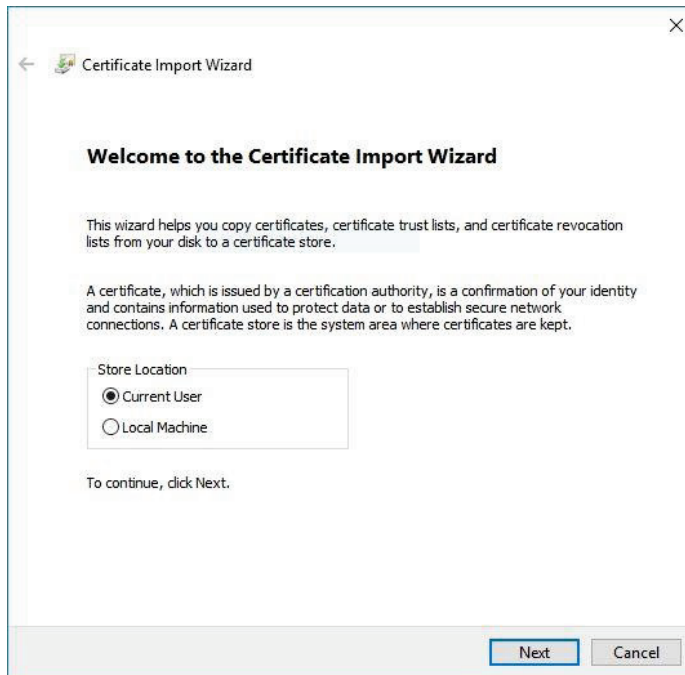 Certificate Import Wizard
Welcome to the Certificate Import Wizard
This wizard helps you copy certificates, certificate trust lists, and certificate revocation
lists from your disk to a certificate store.
A certificate, which is issued by a certification authority, is a confirmation of your identity
and contains information used to protect data or to establish secure network
connections. A certificate store is the system area where certificates are kept.
Store Location
Current User
Local Machine
To continue, click Next.
Next Cancel